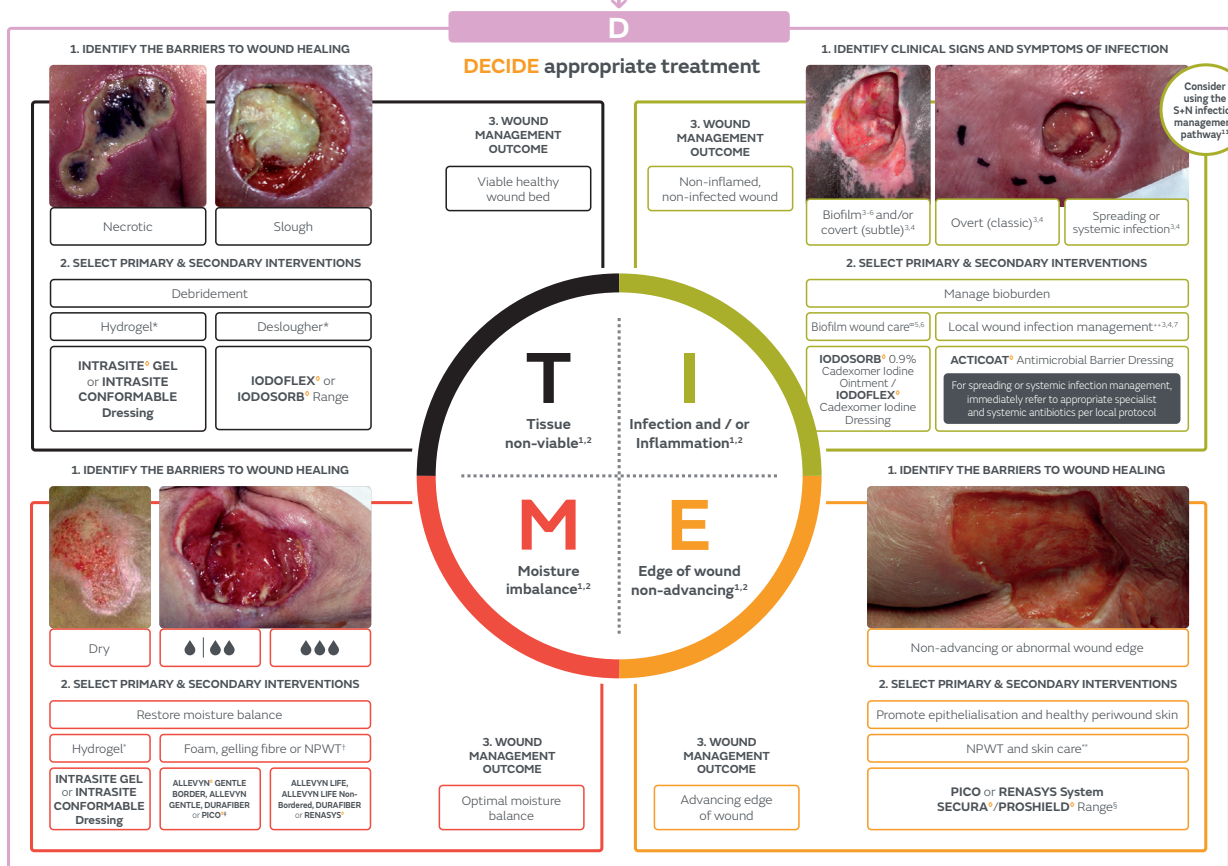 D
DECIDE appropriate treatment
1. IDENTIFY THE BARRIERS TO WOUND HEALING
Necrotic
Slough
2. SELECT PRIMARY & SECONDARY INTERVENTIONS
Debridement
Hydrogel*
Deslougher*
INTRASITE◊ GEL
or INTRASITE
CONFORMABLE
Dressing
IODOFLEX◊ or
IODOSORB◊ Range
3. WOUND
MANAGEMENT
OUTCOME
Viable healthy
wound bed
T
Tissue
non-viable1,2
1. IDENTIFY CLINICAL SIGNS AND SYMPTOMS OF INFECTION
Consider
using the
S+N infectio
managemen
pathway11
Biofilm3-6 and/or
covert (subtle)3,4
Overt (classic)3,4
Spreading or
systemic infection3,4
2. SELECT PRIMARY & SECONDARY INTERVENTIONS
Manage bioburden
Biofilm wound care∞5,6
Local wound infection management++3,4,7
IODOSORB◊ 0.9%
Cadexomer Iodine
Ointment /
IODOFLEX◊
Cadexomer Iodine
Dressing
ACTICOAT◊ Antimicrobial Barrier Dressing
For spreading or systemic infection management,
immediately refer to appropriate specialist
and systemic antibiotics per local protocol
3. WOUND
MANAGEMENT
OUTCOME
Non-inflamed,
non-infected wound
I
Infection and / or
Inflammation1,2
1. IDENTIFY THE BARRIERS TO WOUND HEALING
Dry
2. SELECT PRIMARY & SECONDARY INTERVENTIONS
Restore moisture balance
Hydrogel*
Foam, gelling fibre or NPWT†
INTRASITE GEL
or INTRASITE
CONFORMABLE
Dressing
ALLEVYN◊ GENTLE
BORDER, ALLEVYN
GENTLE, DURAFIBER
or PICO◊‡
ALLEVYN LIFE,
ALLEVYN LIFE Non-
Bordered, DURAFIBER
or RENASYS◊
3. WOUND
MANAGEMENT
OUTCOME
Optimal moisture
balance
M
Moisture
imbalance1,2
1. IDENTIFY THE BARRIERS TO WOUND HEALING
Non-advancing or abnormal wound edge
2. SELECT PRIMARY & SECONDARY INTERVENTIONS
Promote epithelialisation and healthy periwound skin
NPWT and skin care**
PICO or RENASYS System
SECURA◊/PROSHIELD◊ Range§
3. WOUND
MANAGEMENT
OUTCOME
Advancing edge
of wound
E
Edge of wound
non-advancing1,2